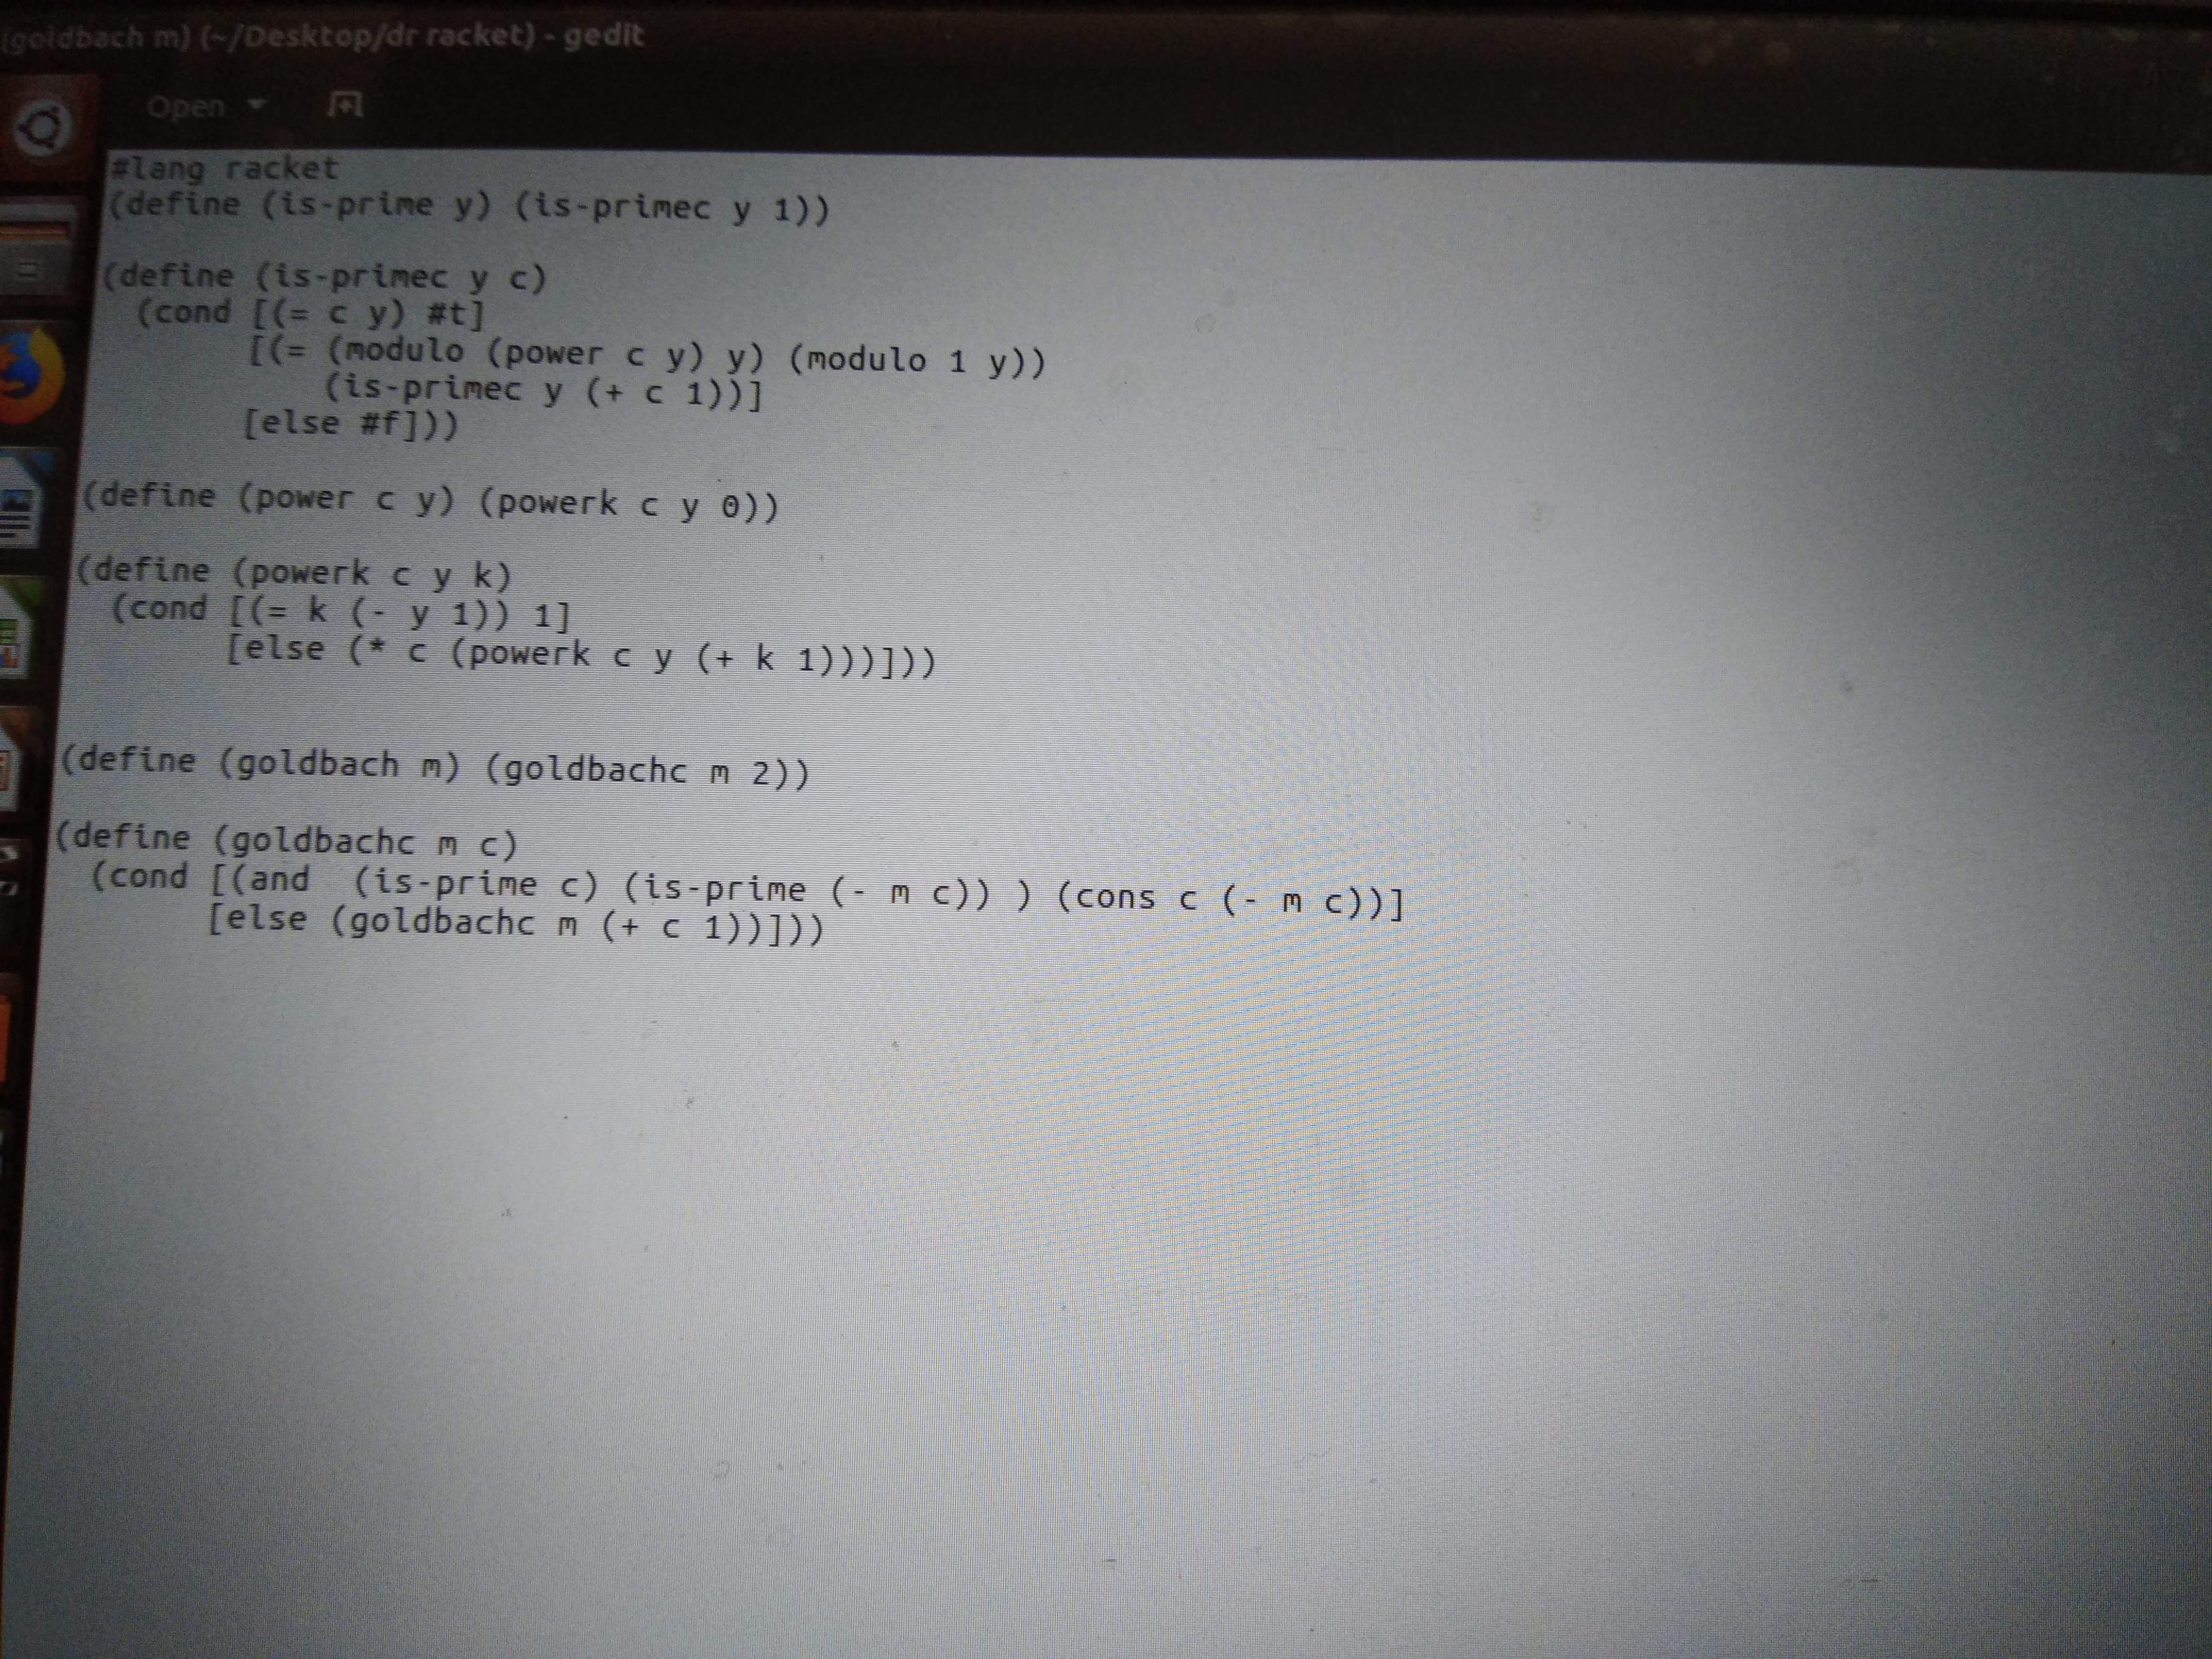 (goldbach m) (~/Desktop/dr racket) - gedit
Open
#lang racket
(define (is-prime y) (is-primec y 1))
(define (is-primec y c)
(cond [(= c y) #t]
[(= (modulo (power c y) y) (modulo 1 y))
(is-primec y (+ c 1))]
[else #f]))
(define (power c y) (powerk c y 0))
(define (powerk c y k)
(cond [(= k (- y 1)) 1]
[else (* c (powerk c y (+ k 1)))]))
(define (goldbach m) (goldbachc m 2))
(define (goldbachc m c)
(cond [(and  (is-prime c) (is-prime (- m c)) ) (cons c (- m c))]
[else (goldbachc m (+ c 1))]))